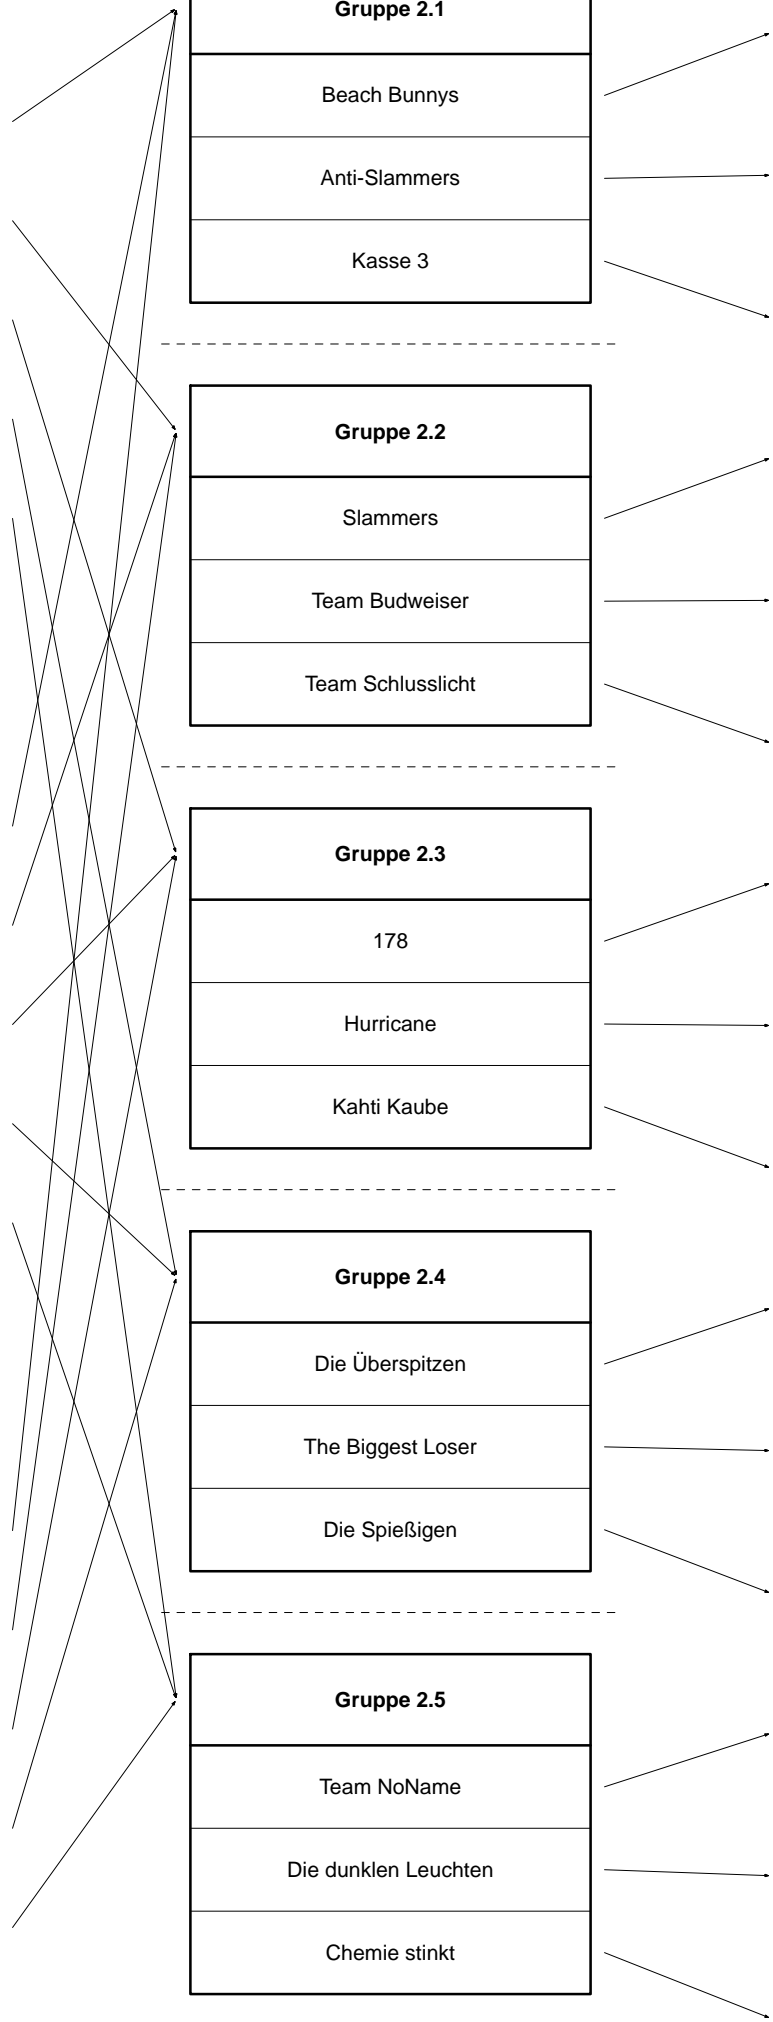 Gruppe 2.1
Beach Bunnys
Anti-Slammers
Kasse 3
Gruppe 2.2
Slammers
Team Budweiser
Team Schlusslicht
Gruppe 2.3
178
Hurricane
Kahti Kaube
Gruppe 2.4
Die Überspitzen
The Biggest Loser
Die Spießigen
Gruppe 2.5
Team NoName
Die dunklen Leuchten
Chemie stinkt